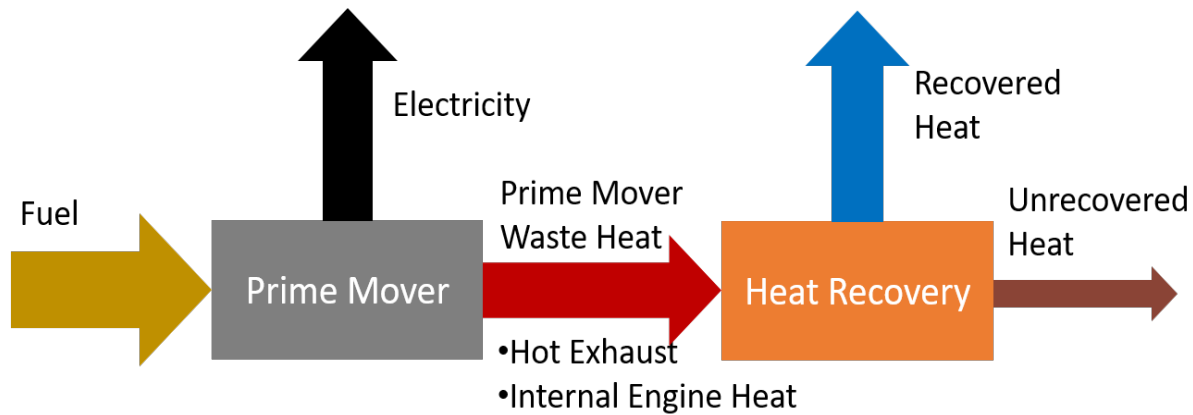 Fuel
Electricity
Prime Mover
Prime Mover
Waste Heat
•Hot Exhaust
•Internal Engine Heat
Heat Recovery
Recovered
Heat
Unrecovered
Heat